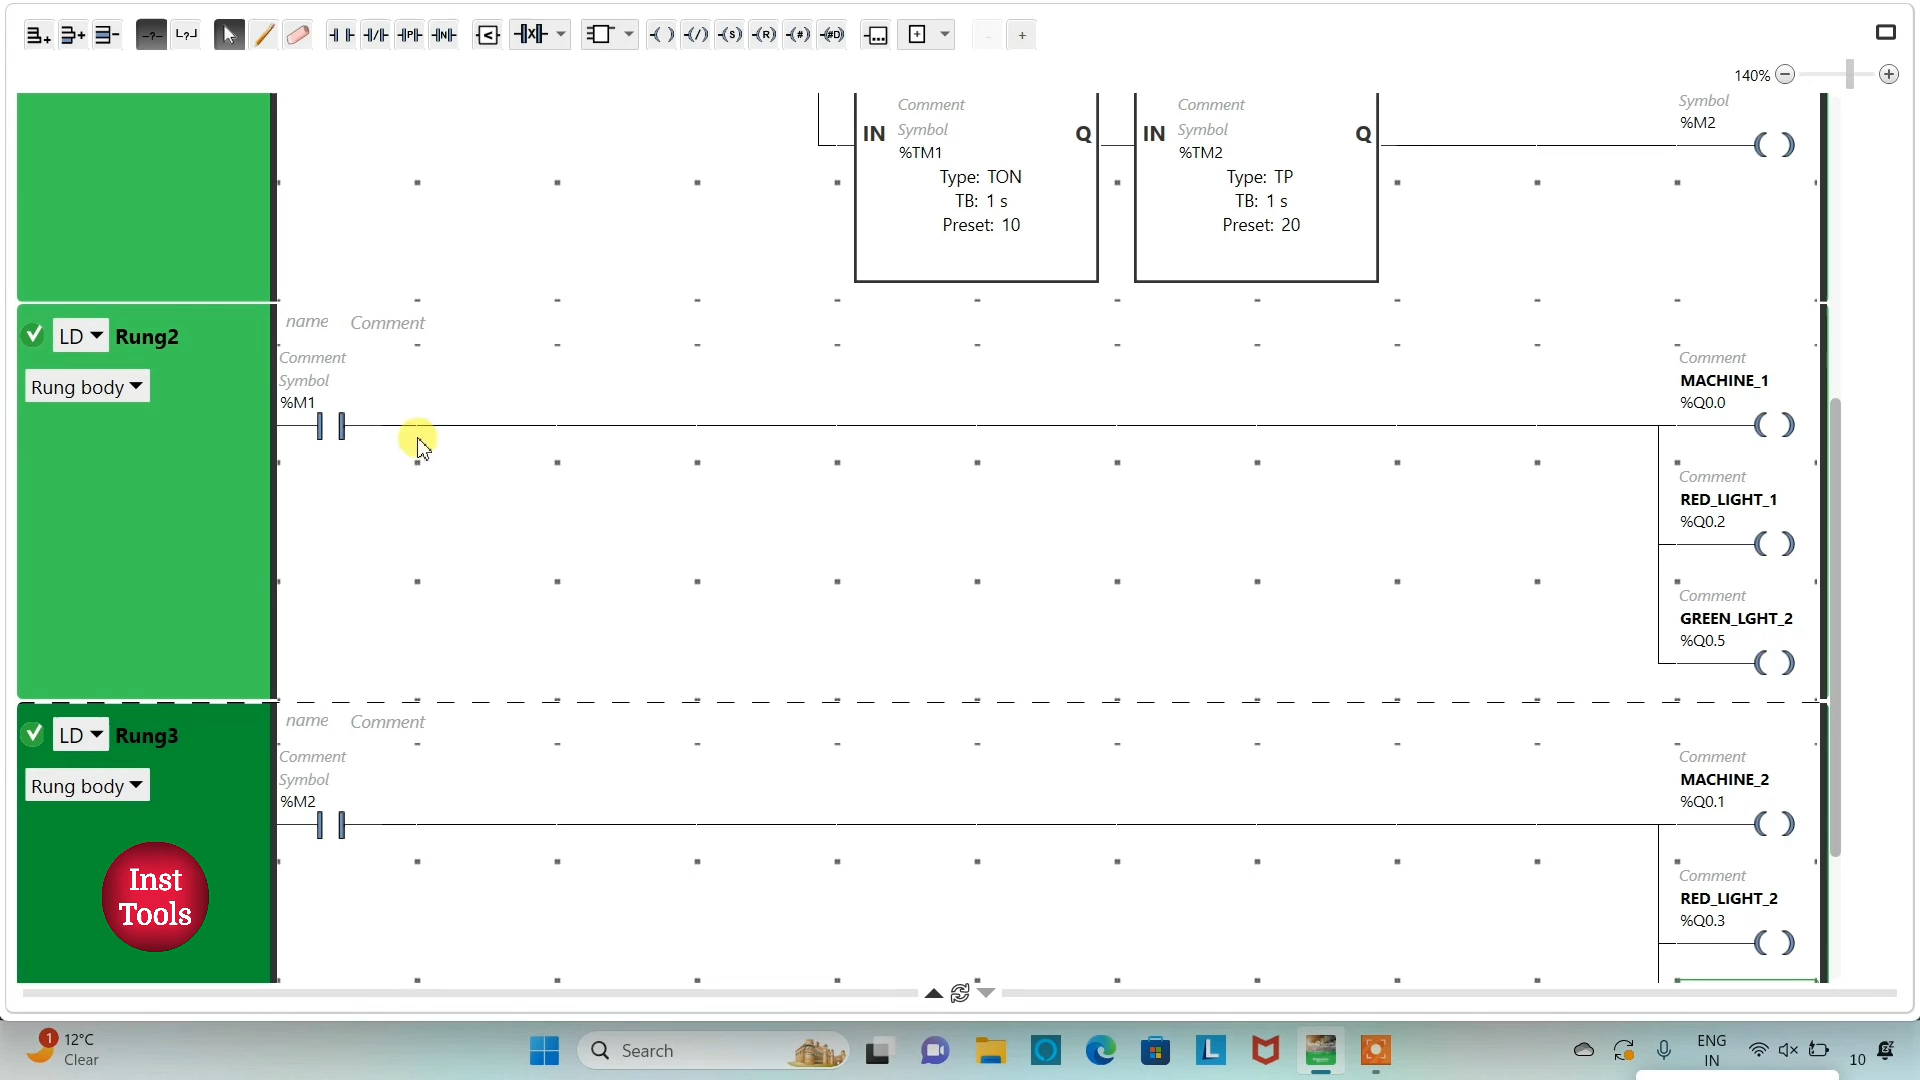 140%
Comment
Symbol
%TM1
IN
Q
Type: TON
TB: 1 s
Preset: 10
Comment
Symbol
%TM2
IN
Q
Type: TP
TB: 1 s
Preset: 20
Symbol
%M2
LD
Rung2
Rung body
name Comment
Comment
Symbol
%M1
Comment
MACHINE_1
%Q0.0
Comment
RED_LIGHT_1
%Q0.2
Comment
GREEN_LGHT_2
%Q0.5
LD
Rung3
Rung body
name Comment
Comment
Symbol
%M2
Comment
MACHINE_2
%Q0.1
Comment
RED_LIGHT_2
%Q0.3
Inst
Tools
1
12°C
Clear
Search
ENG
IN
10